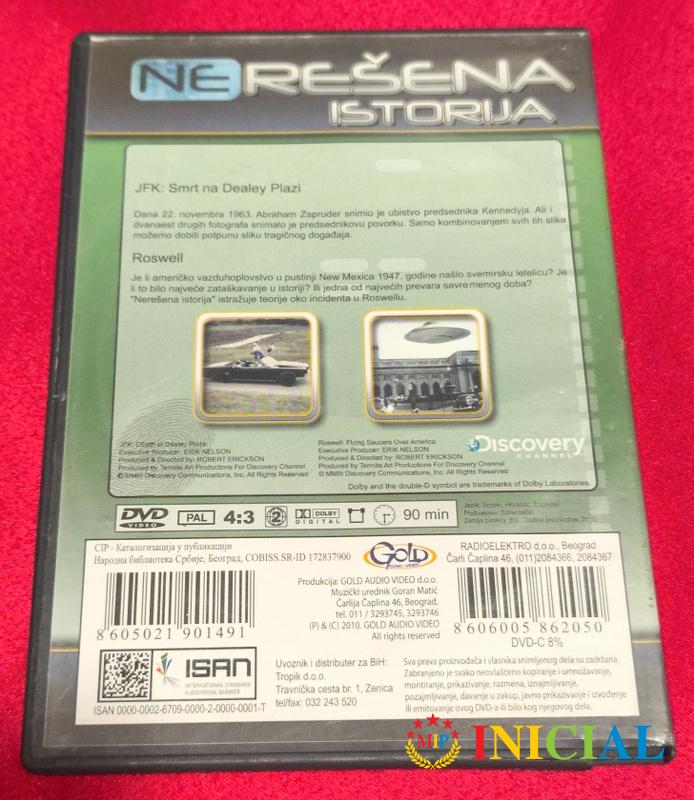 NEREŠENA
ISTORIJA
JFK: Smrt na Dealey Plazi
Dana 22. novembra 1963. Abraham Zapruder snimio je ubistvo predsednika Kennedyja. Ali i
dvanaest drugih fotografa snimalo je predsednikovu povorku. Samo kombinovanjem svih tih slika
možemo dobiti potpunu sliku tragičnog događaja.
Roswell
Je li američko vazduhoplovstvo u pustinji New Mexica 1947. godine našlo svemirsku letelicu? Je
li to bilo najveće zataškavanje u istoriji? Ili jedna od najvećih prevara savremenog doba?
"Nerešena istorija" istražuje teorije oko incidenta u Roswellu.
JFK: DEath at Dealey Plaza
Executive Producer: ERIK NELSON
Produced & Directed by: ROBERT ERICKSON
Produced by Termite Art Productions For Discovery Channel
© MMIII Discovery Communications, Inc. All Rights Reserved
Roswell: Flying Saucers Over America
Executive Producer: ERIK NELSON
Produced & Directed by: ROBERT ERICKSON
Produced by Termite Art Productions For Discovery Channel
© MMIII Discovery Communications, Inc. All Rights Reserved
Discovery
CHANNEL
Dolby and the double-D symbol are trademarks of Dolby Laboratories.
DVD VIDEO PAL 4:3 2 DOLBY DIGITAL 90 min
Jezik: Srpski, Hrvatski, Engleski
Podnaslovi: Slovenački
Zemlja porekla: EU
CIP - Каталогизација у публикацији
Народна библиотека Србије, Београд, COBISS.SR-ID 172837900
8 605021 901491
ISAN
INTERNATIONAL STANDARD
AUDIOVISUAL NUMBER
ISAN 0000-0002-6709-0000-2-0000-0001-T
GOLD
AUDIO VIDEO
Produkcija: GOLD AUDIO VIDEO d.o.o.
Muzički urednik Goran Matić
Čarlija Čaplina 46, Beograd,
tel. 011 / 3293745, 3293746
(P) & (C) 2010. GOLD AUDIO VIDEO
All rights reserved
Uvoznik i distributer za BiH:
Tropik d.o.o.
Travnička cesta br. 1, Zenica
tel/fax: 032 243 520
RADIOELEKTRO d.o.o., Beograd
Čarli Čaplina 46, (011)2084366, 2084367
8 606005 862050
DVD-C 8%
Sva prava proizvođača i vlasnika snimljenog dela su zadržana.
Zabranjeno je svako neovlašćeno kopiranje i umnožavanje,
montiranje, prikazivanje, razmena, iznajmljivanje,
pozajmljivanje, davanje u zakup, javno prikazivanje i izvođenje
ili emitovanje ovog DVD-a ili bilo kog njegovog dela.
MIP INICIAL